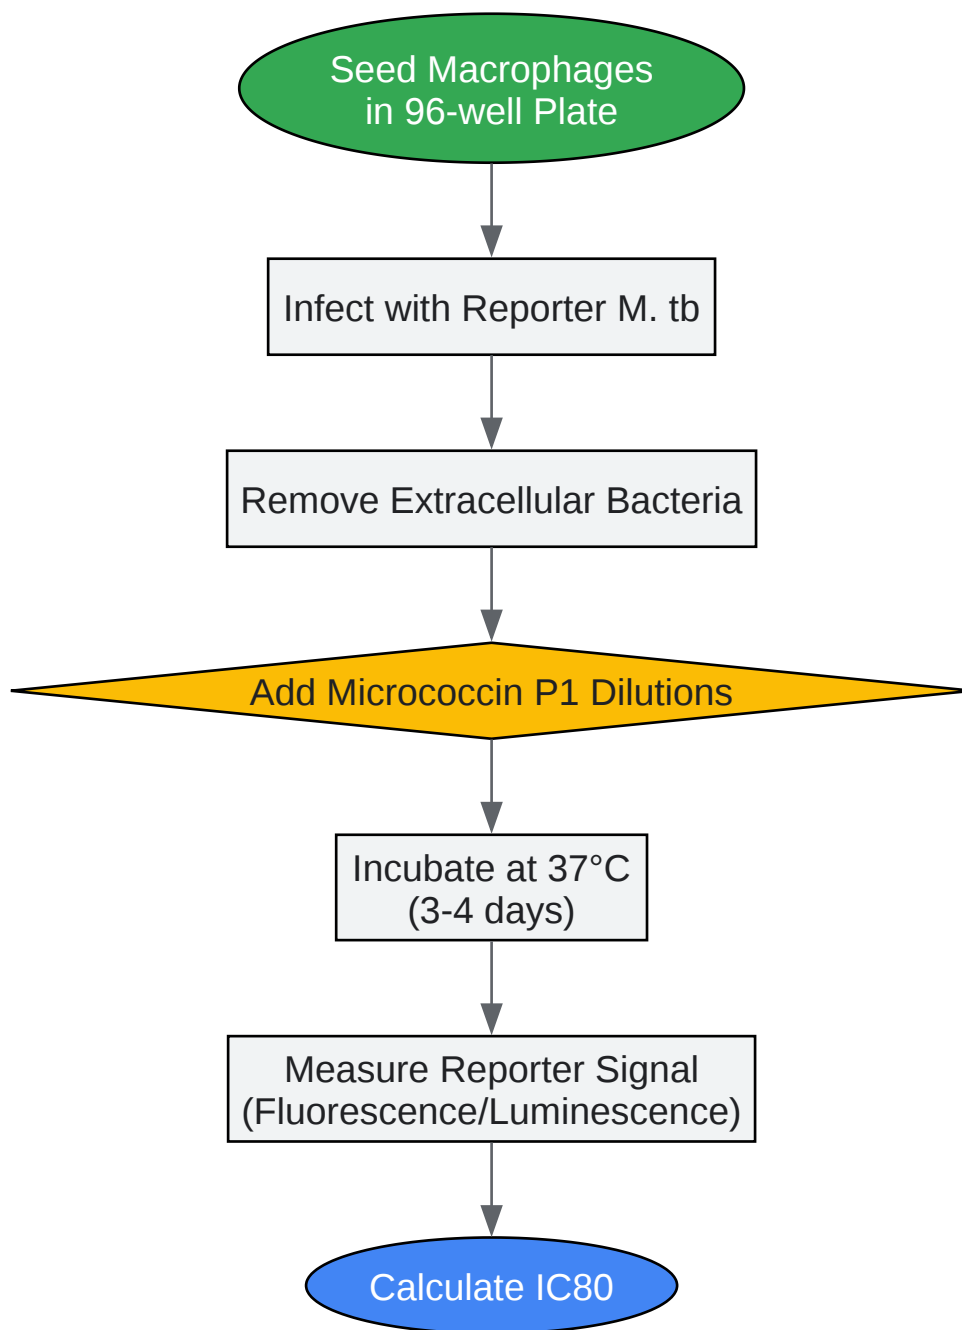 Seed Macrophages
in 96-well Plate
Infect with Reporter M. tb
Remove Extracellular Bacteria
Add Micrococcin P1 Dilutions
Incubate at 37°C
(3-4 days)
Measure Reporter Signal
(Fluorescence/Luminescence)
Calculate IC80